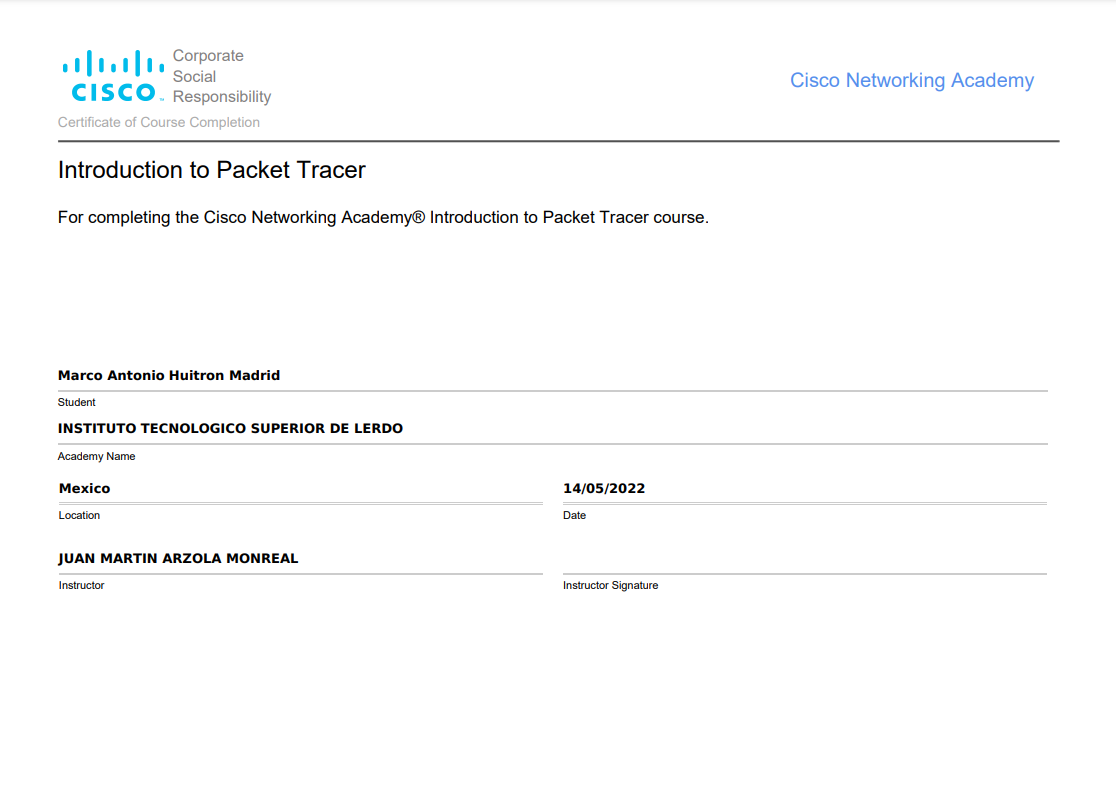 Corporate
Social
Responsibility
CISCO
Cisco Networking Academy
Certificate of Course Completion
Introduction to Packet Tracer
For completing the Cisco Networking Academy® Introduction to Packet Tracer course.
Marco Antonio Huitron Madrid
Student
INSTITUTO TECNOLOGICO SUPERIOR DE LERDO
Academy Name
Mexico
Location
14/05/2022
Date
JUAN MARTIN ARZOLA MONREAL
Instructor
Instructor Signature